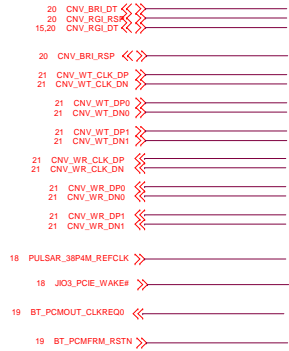 20 CNV_BRI_DT
20 CNV_RGI_RSP
15,20 CNV_RGI_DT
20 CNV_BRI_RSP
21 CNV_WT_CLK_DP
21 CNV_WT_CLK_DN
21 CNV_WT_DP0
21 CNV_WT_DN0
21 CNV_WT_DP1
21 CNV_WT_DN1
21 CNV_WR_CLK_DP
21 CNV_WR_CLK_DN
21 CNV_WR_DP0
21 CNV_WR_DN0
21 CNV_WR_DP1
21 CNV_WR_DN1
18 PULSAR_38P4M_REFCLK
18 JIO3_PCIE_WAKE#
19 BT_PCMOUT_CLKREQ0
19 BT_PCMFRM_RSTN